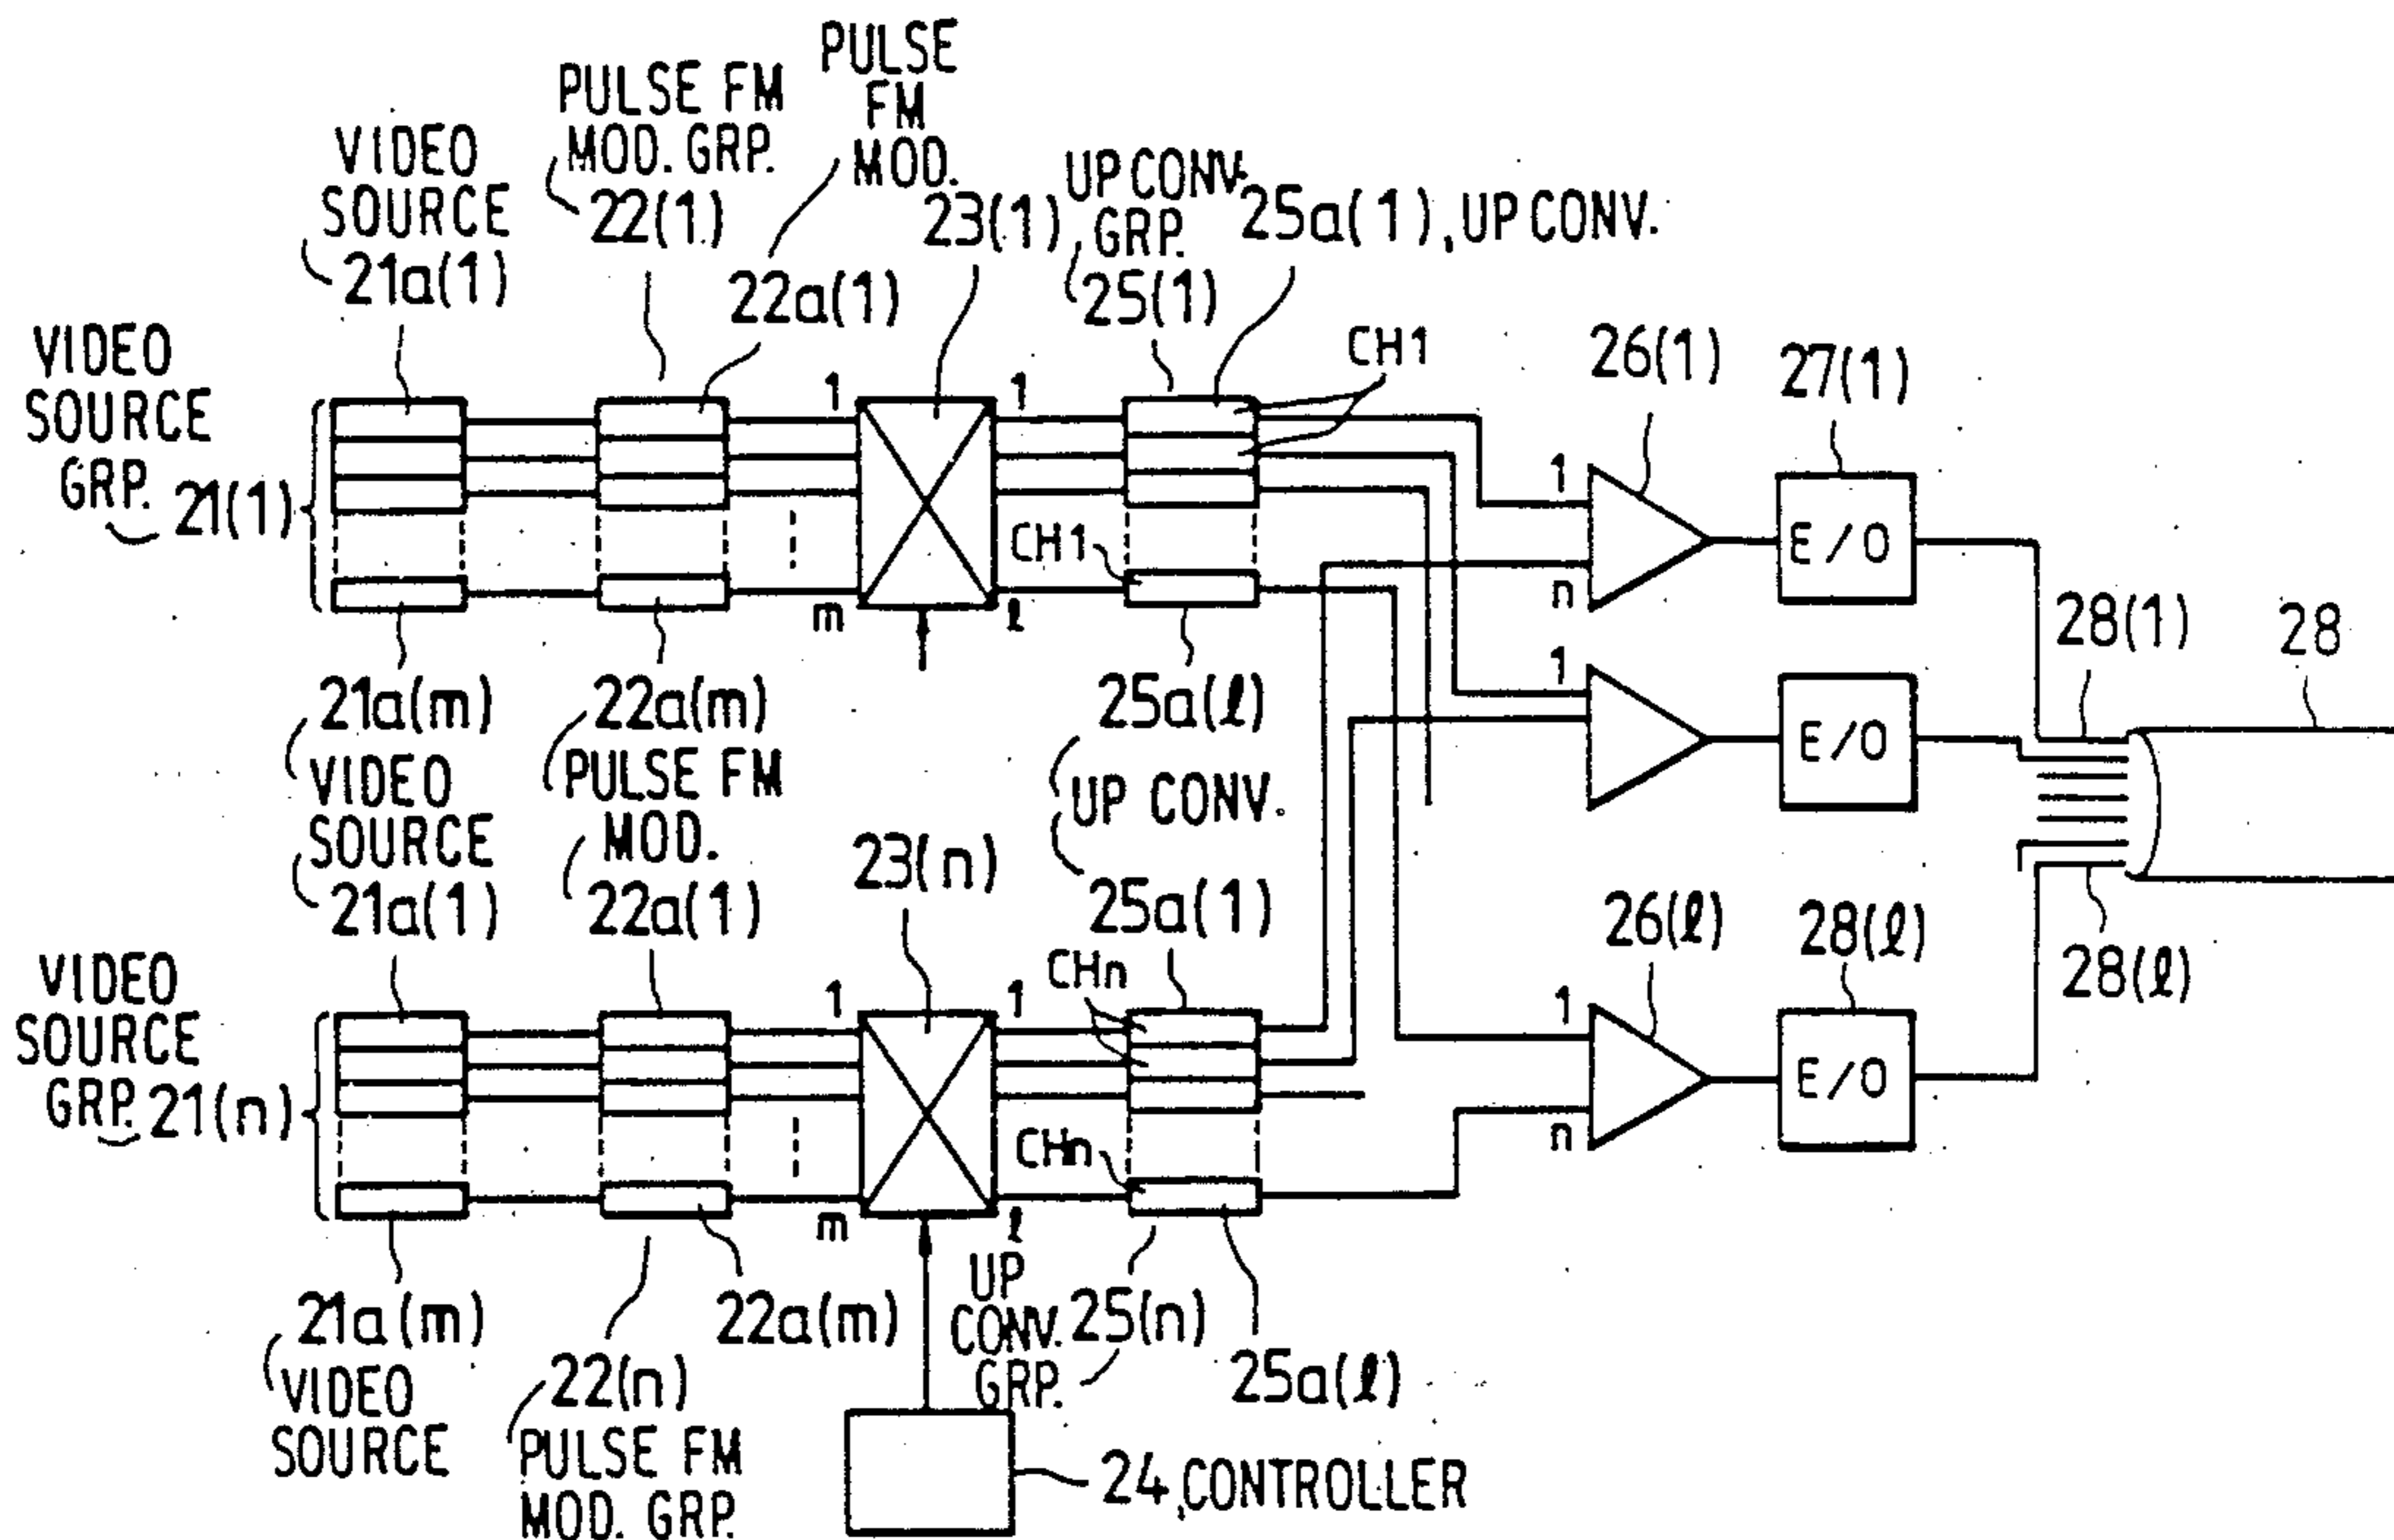 PULSE
FM
MOD.
PULSE FM
MOD. GRP.
22(1)
VIDEO
SOURCE
21a(1)
22a(1)
23(1),
UP CONV.
GRP.
25(1)
25a(1), UP CONV.
CH1
26(1)
27(1)
VIDEO
SOURCE
GRP.
21(1)
1
1
1
E/O
CH1
n
m
ℓ
28(1)
28
21a(m)
VIDEO
SOURCE
21a(1)
22a(m)
PULSE FM
MOD.
22a(1)
23(n)
25a(ℓ)
UP CONV.
25a(1)
1
E/O
26(ℓ)
28(ℓ)
28(ℓ)
VIDEO
SOURCE
GRP.
21(n)
1
1
CHn
1
E/O
CHn
n
m
ℓ
21a(m)
VIDEO
SOURCE
22(n)
PULSE FM
MOD. GRP.
22a(m)
UP
CONV.
GRP.
25(n)
25a(ℓ)
24,CONTROLLER